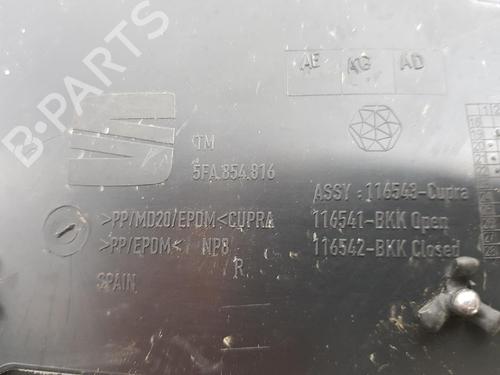 B-PARTS
AE AG AD
TM
5FA.854.816
>PP/MD20/EPDM<CUPRA
>PP/EPDM< NP8
R
SPAIN
ASSY :116543-Cupra
116541-BKK Open
116542-BKK Closed